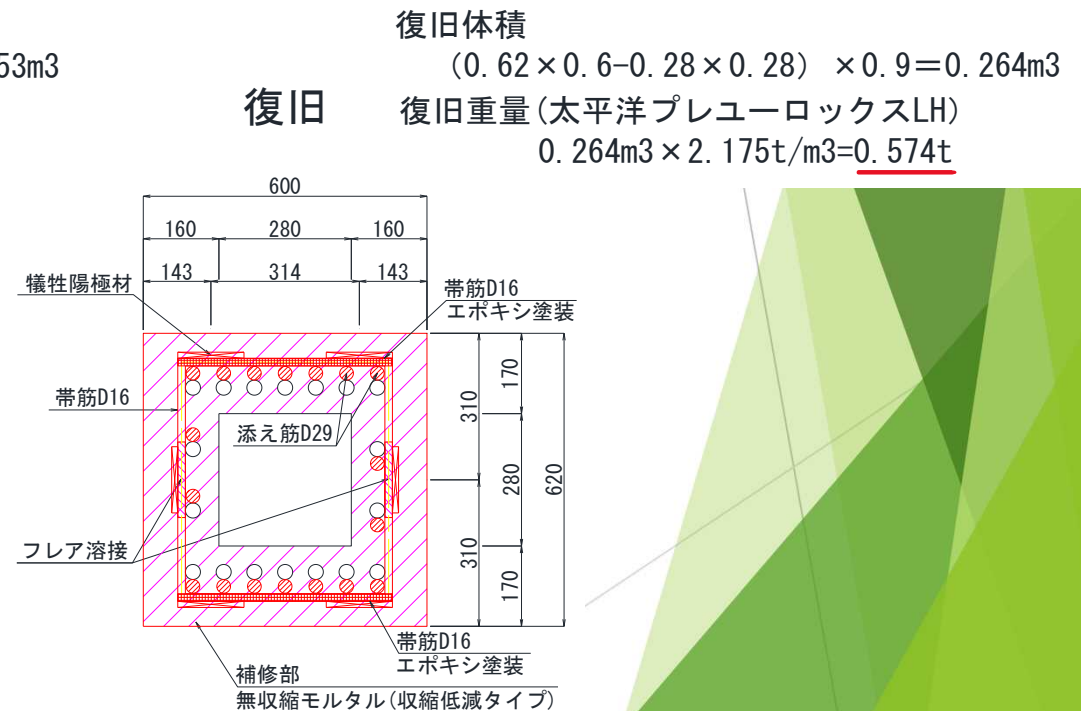 復旧体積
53m3
(0.62×0.6-0.28×0.28) ×0.9=0.264m3
復旧
復旧重量(太平洋プレユーロックスLH)
0.264m3×2.175t/m3=0.574t
600
160 280 160
143 314 143
犠牲陽極材
帯筋D16
エポキシ塗装
帯筋D16
添え筋D29
フレア溶接
310
170
280
620
310
170
帯筋D16
エポキシ塗装
補修部
無収縮モルタル(収縮低減タイプ)